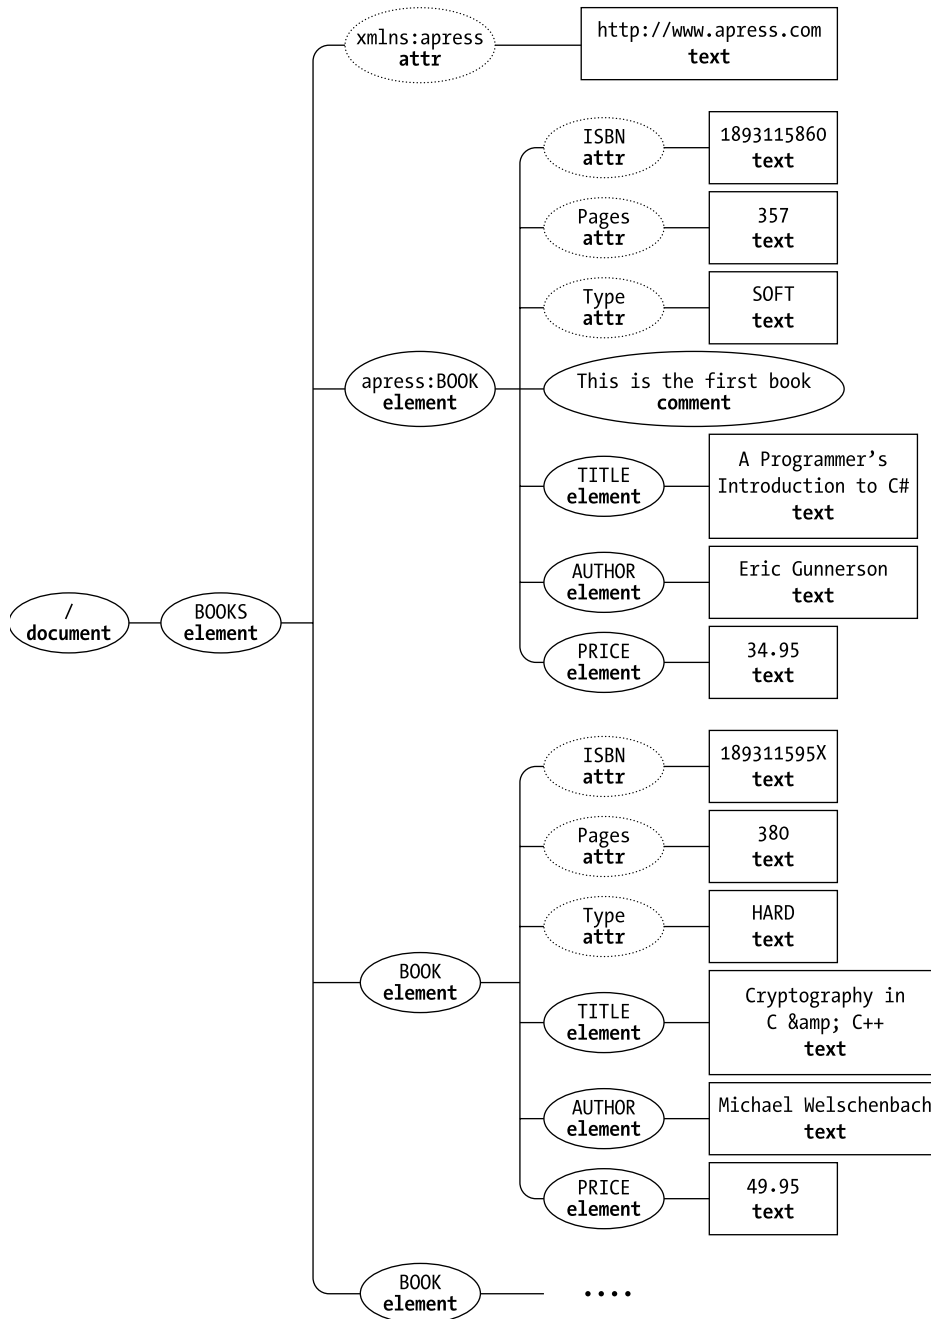 xmlns:apress
attr
http://www.apress.com
text
ISBN
attr
1893115860
text
Pages
attr
357
text
Type
attr
SOFT
text
apress:BOOK
element
This is the first book
comment
TITLE
element
A Programmer’s
Introduction to C#
text
AUTHOR
element
Eric Gunnerson
text
/
document
BOOKS
element
PRICE
element
34.95
text
ISBN
attr
189311595X
text
Pages
attr
380
text
Type
attr
HARD
text
BOOK
element
TITLE
element
Cryptography in
C &amp; C++
text
AUTHOR
element
Michael Welschenbach
text
PRICE
element
49.95
text
BOOK
element
....